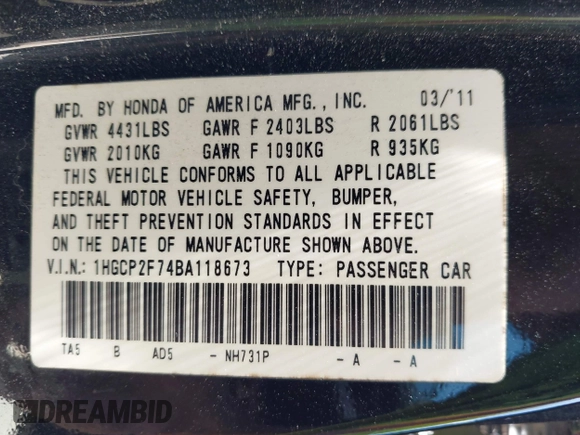 MFD. BY HONDA OF AMERICA MFG., INC. 03/'11
GVWR 4431LBS GAWR F 2403LBS R 2061LBS
GVWR 2010KG GAWR F 1090KG R 935KG
THIS VEHICLE CONFORMS TO ALL APPLICABLE
FEDERAL MOTOR VEHICLE SAFETY, BUMPER,
AND THEFT PREVENTION STANDARDS IN EFFECT
ON THE DATE OF MANUFACTURE SHOWN ABOVE.
V.I.N.: 1HGCP2F74BA118673 TYPE: PASSENGER CAR
TA5 B AD5 - NH731P - A - A
DREAMBID